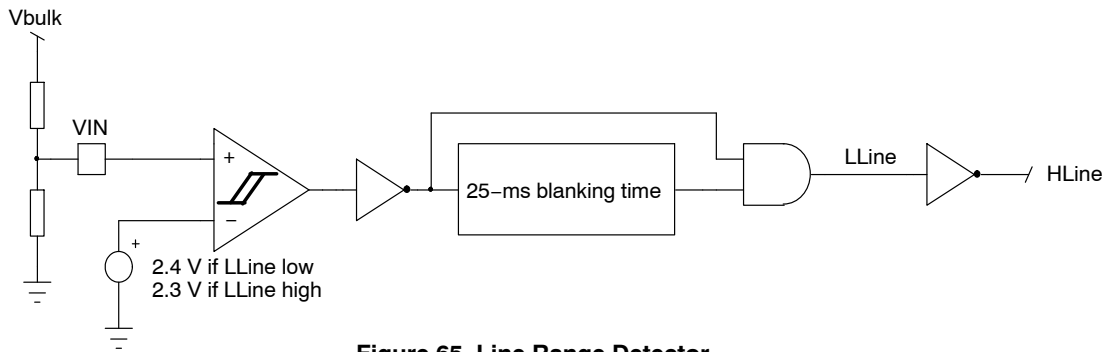 Vbulk
VIN
+
−
+
2.4 V if LLine low
2.3 V if LLine high
25−ms blanking time
LLine
HLine
Figure 65. Line Range Detector